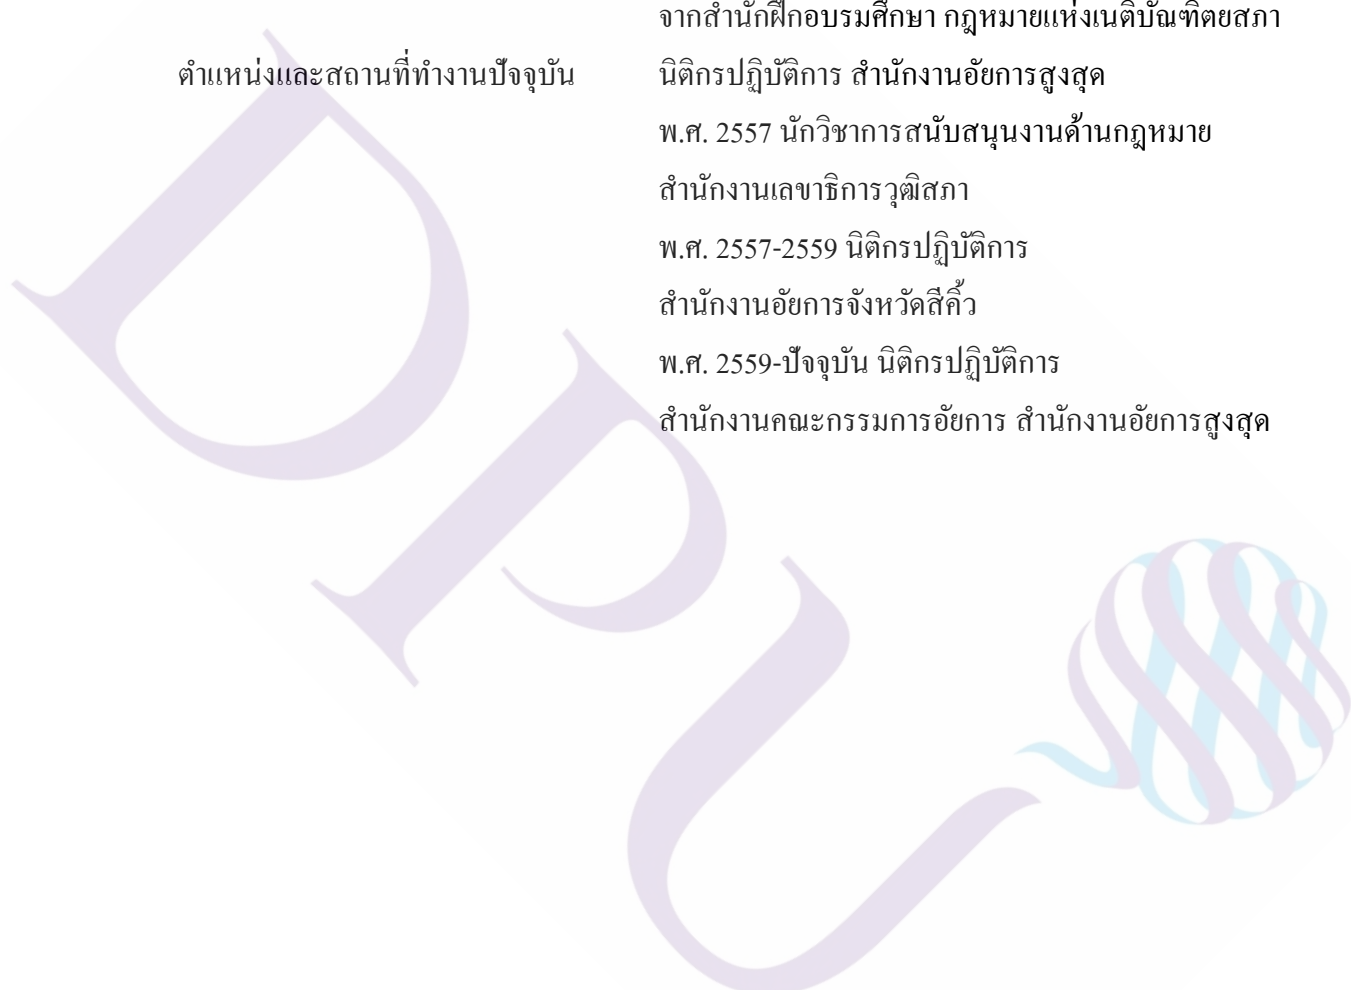 จากสำนักฝึกอบรมศึกษา กฎหมายแห่งเนติบัณฑิตยสภา
ตำแหน่งและสถานที่ทำงานปัจจุบัน นิติกรปฏิบัติการ สำนักงานอัยการสูงสุด
พ.ศ. 2557 นักวิชาการสนับสนุนงานด้านกฎหมาย
สำนักงานเลขาธิการวุฒิสภา
พ.ศ. 2557-2559 นิติกรปฏิบัติการ
สำนักงานอัยการจังหวัดสีคิ้ว
พ.ศ. 2559-ปัจจุบัน นิติกรปฏิบัติการ
สำนักงานคณะกรรมการอัยการ สำนักงานอัยการสูงสุด
DPU